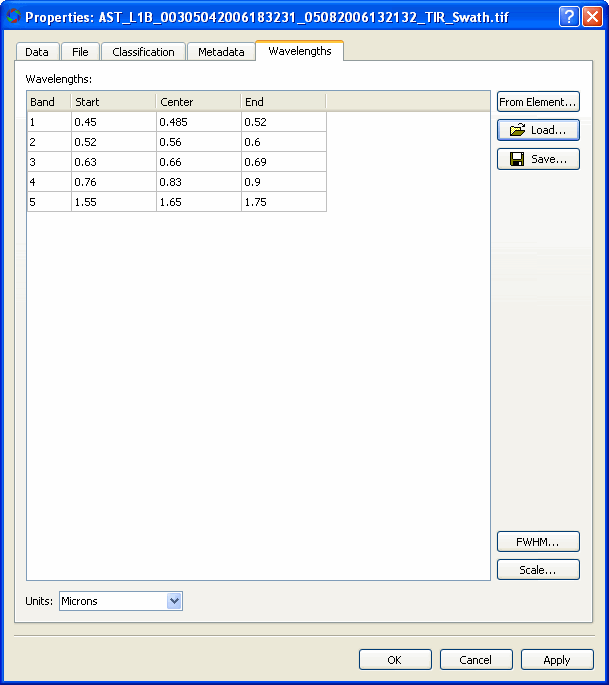 Properties: AST_L1B_00305042006183231_05082006132132_TIR_Swath.tif
Data File Classification Metadata Wavelengths
Wavelengths:
Band Start Center End
1 0.45 0.485 0.52
2 0.52 0.56 0.6
3 0.63 0.66 0.69
4 0.76 0.83 0.9
5 1.55 1.65 1.75
From Element...
Load...
Save...
FWHM...
Scale...
Units: Microns
OK Cancel Apply